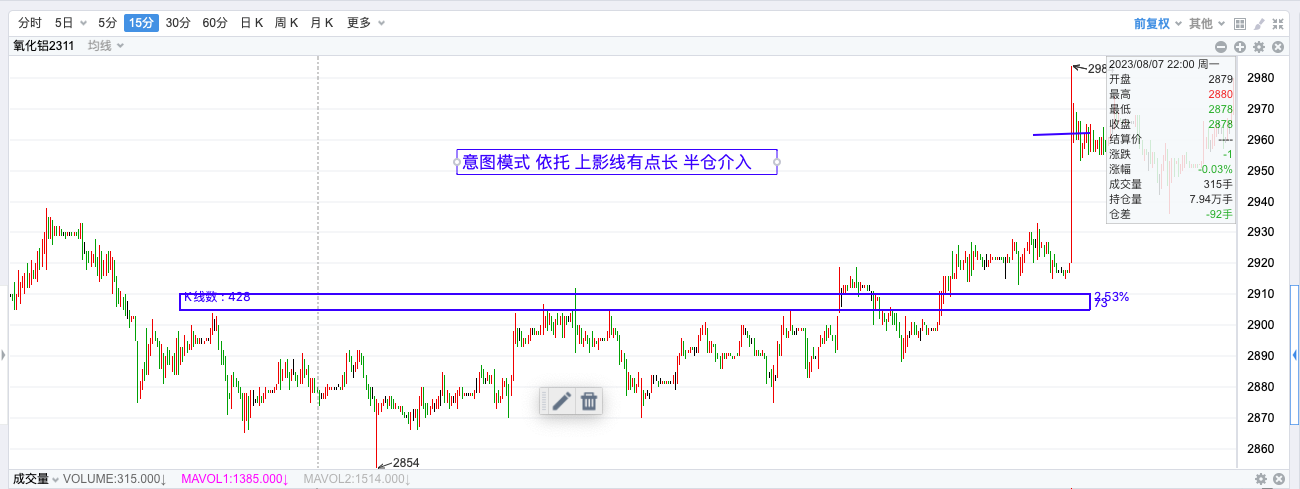 分时 5日 5分 15分 30分 60分 日K 周K 月K 更多 前复权 其他
氧化铝2311 均线
2023/08/07 22:00 周一
开盘 2879
最高 2880
最低 2878
收盘 2878
结算价 ----
涨跌 -1
涨幅 -0.03%
成交量 315手
持仓量 7.94万手
仓差 -92手
2980
2970
2960
2950
2940
2930
2920
2910
2900
2890
2880
2870
2860
意图模式 依托 上影线有点长 半仓介入
K线数:428
2.53%
73
2854
成交量 VOLUME:315.000↓ MAVOL1:1385.000↓ MAVOL2:1514.000↓